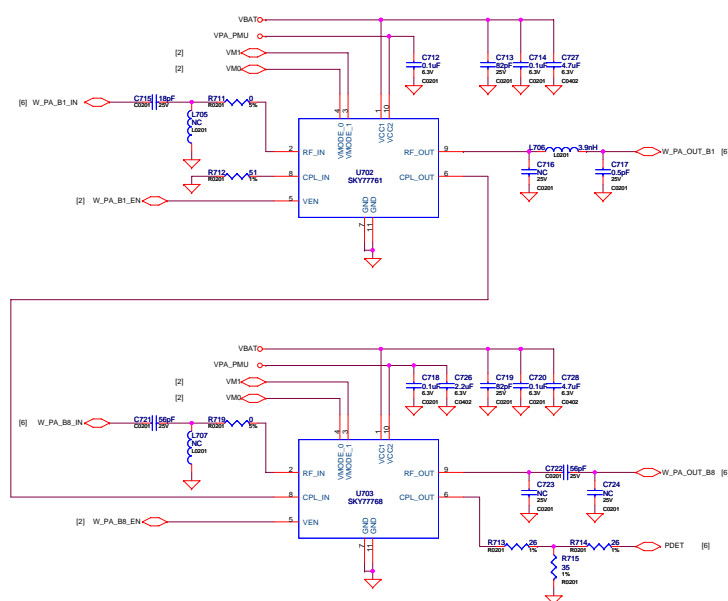 VBAT
VPA_PMU
[2] VM1
[2] VM0
C712
0.1uF
6.3V
C0201
C713
82pF
25V
C0201
C714
0.1uF
6.3V
C0201
C727
4.7uF
6.3V
C0402
[6] W_PA_B1_IN
C715 18pF
C0201 25V
R711 0
R0201 5%
L705
NC
L0201
R712 51
R0201 1%
[2] W_PA_B1_EN
4 3 1 10
VMODE_0
VMODE_1
VCC1
VCC2
2 RF_IN
8 CPL_IN
5 VEN
U702
SKY77761
RF_OUT 9
CPL_OUT 6
GND
GND
7 11
L706 3.9nH
L0201
C716
NC
25V
C0201
C717
0.5pF
25V
C0201
W_PA_OUT_B1 [6]
VBAT
VPA_PMU
[2] VM1
[2] VM0
C718
0.1uF
6.3V
C0201
C726
2.2uF
6.3V
C0402
C719
82pF
25V
C0201
C720
0.1uF
6.3V
C0201
C728
4.7uF
6.3V
C0402
[6] W_PA_B8_IN
C721 56pF
C0201 25V
R719 0
R0201 5%
L707
NC
L0201
[2] W_PA_B8_EN
4 3 1 10
VMODE_0
VMODE_1
VCC1
VCC2
2 RF_IN
8 CPL_IN
5 VEN
U703
SKY77768
RF_OUT 9
CPL_OUT 6
GND
GND
7 11
C722 56pF
C0201 25V
C723
NC
25V
C0201
C724
NC
25V
C0201
W_PA_OUT_B8 [6]
R713 26
R0201 1%
R714 26
R0201 1%
R715
35
1%
R0201
PDET [6]